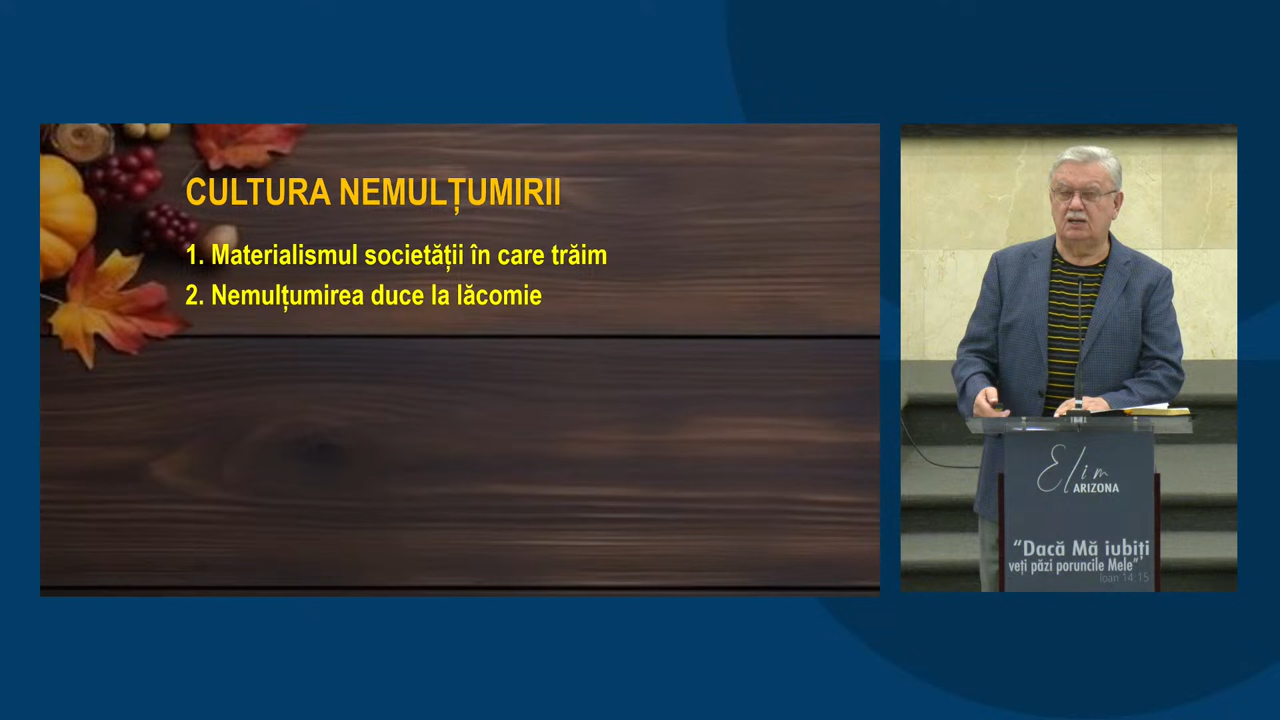 CULTURA NEMULȚUMIRII
1. Materialismul societății în care trăim
2. Nemulțumirea duce la lăcomie
Elim
ARIZONA
“Dacă Mă iubiți
veți păzi poruncile Mele”
Ioan 14:15